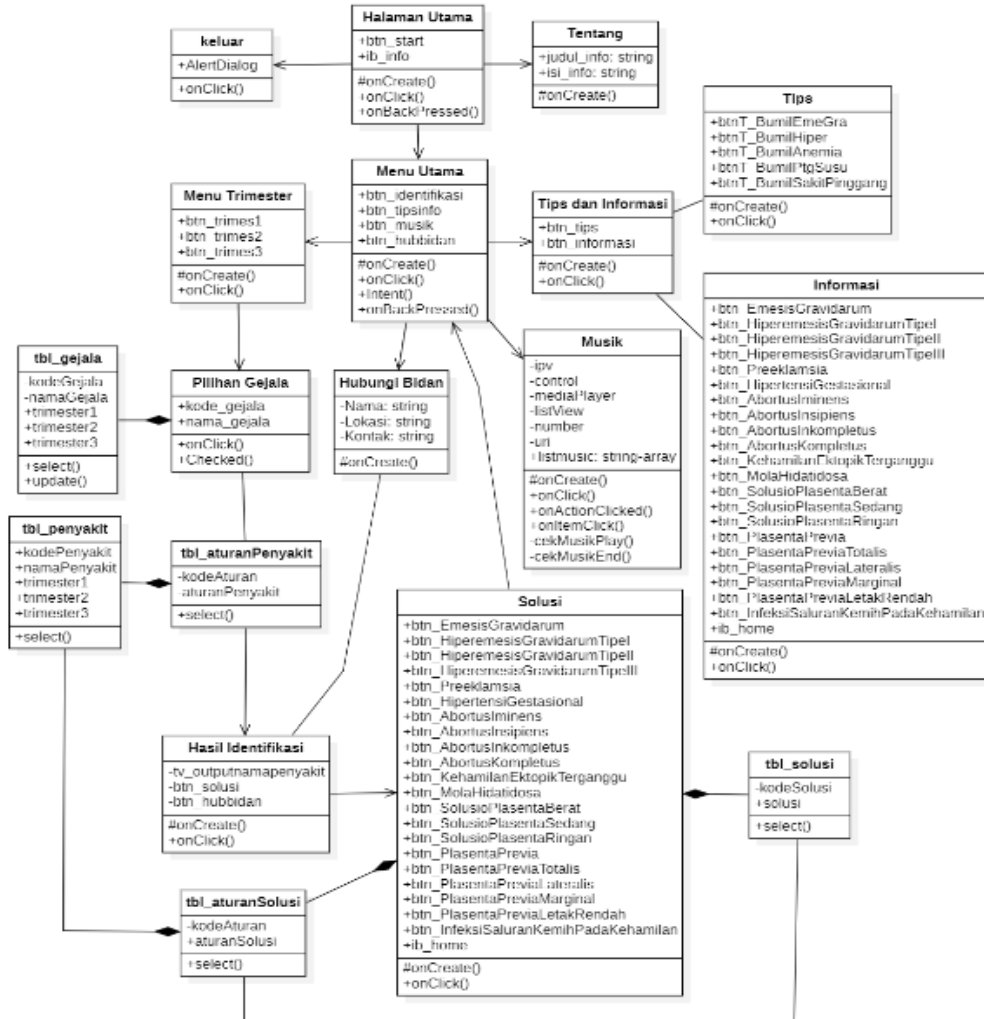 Halaman Utama
+btn_start
+ib_info
#onCreate()
+onClick()
+onBackPressed()
keluar
+AlertDialog
+onClick()
Tentang
+judul_info: string
+isi_info: string
#onCreate()
Tips
+btnT_BumilEmeGra
+btnT_BumilHiper
+btnT_BumilAnemia
+btnT_BumilPtgSusu
+btnT_BumilSakitPinggang
#onCreate()
+onClick()
Menu Utama
+btn_identifikasi
+btn_tipsinfo
+btn_musik
+btn_hubbidan
#onCreate()
+onClick()
+Intent()
+onBackPressed()
Menu Trimester
+btn_trimes1
+btn_trimes2
+btn_trimes3
#onCreate()
+onClick()
Tips dan Informasi
+btn_tips
+btn_informasi
#onCreate()
+onClick()
Informasi
+btn_EmesisGravidarum
+btn_HiperemesisGravidarumTipeI
+btn_HiperemesisGravidarumTipeII
+btn_HiperemesisGravidarumTipeIII
+btn_Preeklamsia
+btn_HipertensiGestasional
+btn_AbortusIminens
+btn_AbortusInsipiens
+btn_AbortusInkompletus
+btn_AbortusKompletus
+btn_KehamilanEktopikTerganggu
+btn_MolaHidatidosa
+btn_SolusioPlasentaBerat
+btn_SolusioPlasentaSedang
+btn_SolusioPlasentaRingan
+btn_PlasentaPrevia
+btn_PlasentaPreviaTotalis
+btn_PlasentaPreviaLateralis
+btn_PlasentaPreviaMarginal
+btn_PlasentaPreviaLetakRendah
+btn_InfeksiSaluranKemihPadaKehamilan
+ib_home
#onCreate()
+onClick()
Musik
-ipv
-control
-mediaPlayer
-listView
-number
-uri
+listmusic: string-array
#onCreate()
+onClick()
+onActionClicked()
+onItemClick()
-cekMusikPlay()
-cekMusikEnd()
tbl_gejala
-kodeGejala
-namaGejala
+trimester1
+trimester2
+trimester3
+select()
+update()
Pilihan Gejala
+kode_gejala
+nama_gejala
+onClick()
+Checked()
Hubungi Bidan
-Nama: string
-Lokasi: string
-Kontak: string
#onCreate()
tbl_penyakit
+kodePenyakit
+namaPenyakit
+trimester1
+trimester2
+trimester3
+select()
tbl_aturanPenyakit
-kodeAturan
-aturanPenyakit
+select()
Solusi
+btn_EmesisGravidarum
+btn_HiperemesisGravidarumTipeI
+btn_HiperemesisGravidarumTipeII
+btn_HiperemesisGravidarumTipeIII
+btn_Preeklamsia
+btn_HipertensiGestasional
+btn_AbortusIminens
+btn_AbortusInsipiens
+btn_AbortusInkompletus
+btn_AbortusKompletus
+btn_KehamilanEktopikTerganggu
+btn_MolaHidatidosa
+btn_SolusioPlasentaBerat
+btn_SolusioPlasentaSedang
+btn_SolusioPlasentaRingan
+btn_PlasentaPrevia
+btn_PlasentaPreviaTotalis
+btn_PlasentaPreviaLateralis
+btn_PlasentaPreviaMarginal
+btn_PlasentaPreviaLetakRendah
+btn_InfeksiSaluranKemihPadaKehamilan
+ib_home
#onCreate()
+onClick()
Hasil Identifikasi
-tv_outputnamapenyakit
-btn_solusi
-btn_hubbidan
#onCreate()
+onClick()
tbl_solusi
-kodeSolusi
+solusi
+select()
tbl_aturanSolusi
-kodeAturan
+aturanSolusi
+select()